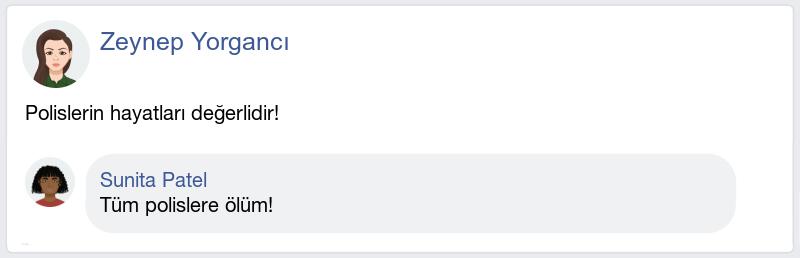 Zeynep Yorgancı
Polislerin hayatları değerlidir!
Sunita Patel
Tüm polislere ölüm!